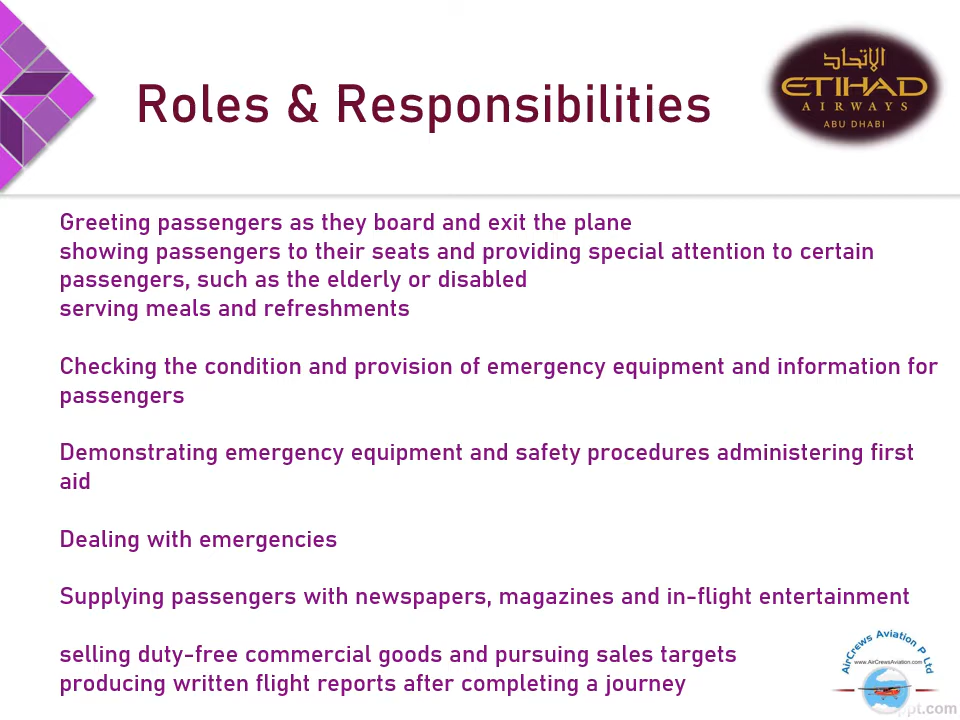 Roles & Responsibilities
الإتحاد
ETIHAD
AIRWAYS
ABU DHABI
Greeting passengers as they board and exit the plane
showing passengers to their seats and providing special attention to certain
passengers, such as the elderly or disabled
serving meals and refreshments
Checking the condition and provision of emergency equipment and information for
passengers
Demonstrating emergency equipment and safety procedures administering first
aid
Dealing with emergencies
Supplying passengers with newspapers, magazines and in-flight entertainment
selling duty-free commercial goods and pursuing sales targets
producing written flight reports after completing a journey
AirCrews Aviation P Ltd
www.AirCrewsAviation.com